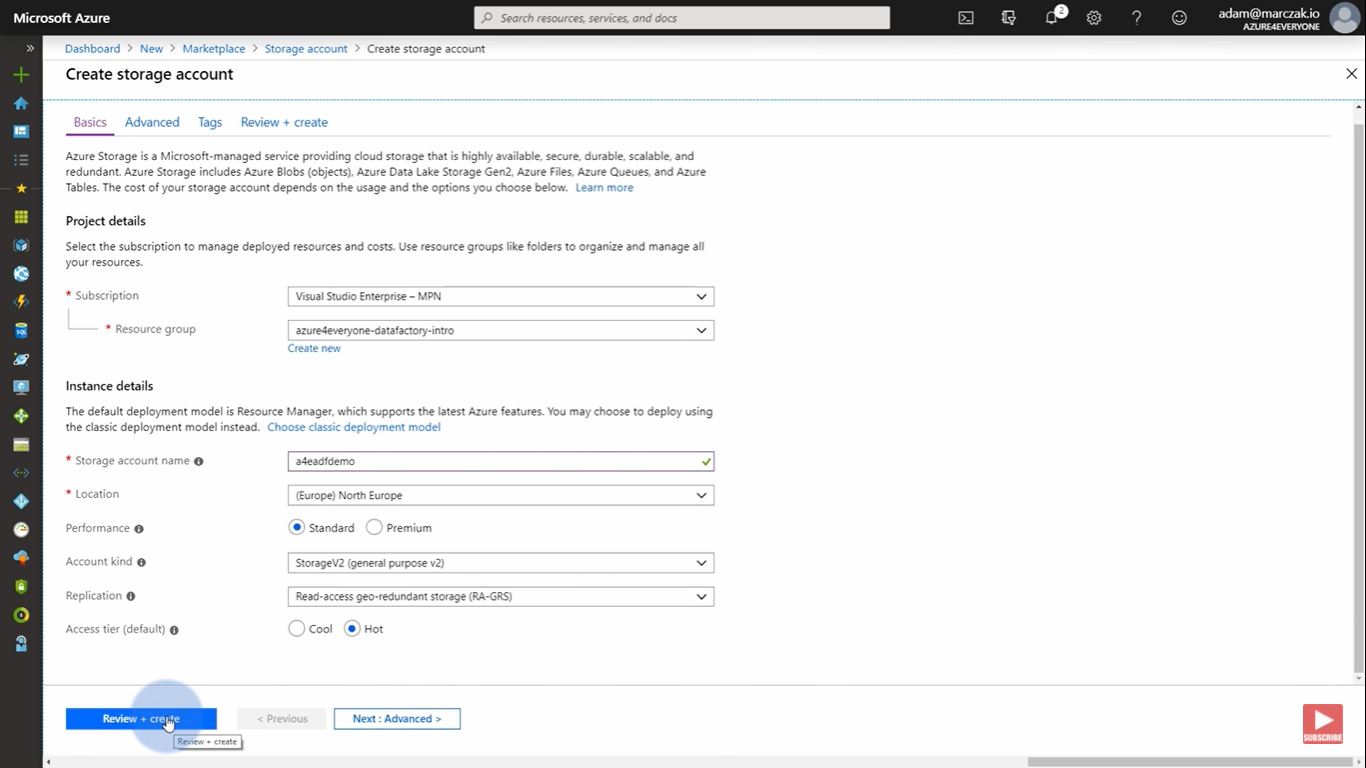 Microsoft Azure
Search resources, services, and docs
2
adam@marczak.io
AZURE4EVERYONE
Dashboard > New > Marketplace > Storage account > Create storage account
Create storage account
Basics Advanced Tags Review + create
Azure Storage is a Microsoft-managed service providing cloud storage that is highly available, secure, durable, scalable, and
redundant. Azure Storage includes Azure Blobs (objects), Azure Data Lake Storage Gen2, Azure Files, Azure Queues, and Azure
Tables. The cost of your storage account depends on the usage and the options you choose below. Learn more
Project details
Select the subscription to manage deployed resources and costs. Use resource groups like folders to organize and manage all
your resources.
* Subscription
Visual Studio Enterprise – MPN
* Resource group
azure4everyone-datafactory-intro
Create new
Instance details
The default deployment model is Resource Manager, which supports the latest Azure features. You may choose to deploy using
the classic deployment model instead. Choose classic deployment model
* Storage account name
a4eadfdemo
* Location
(Europe) North Europe
Performance
Standard Premium
Account kind
StorageV2 (general purpose v2)
Replication
Read-access geo-redundant storage (RA-GRS)
Access tier (default)
Cool Hot
Review + create
< Previous
Next : Advanced >
Review + create
SUBSCRIBE